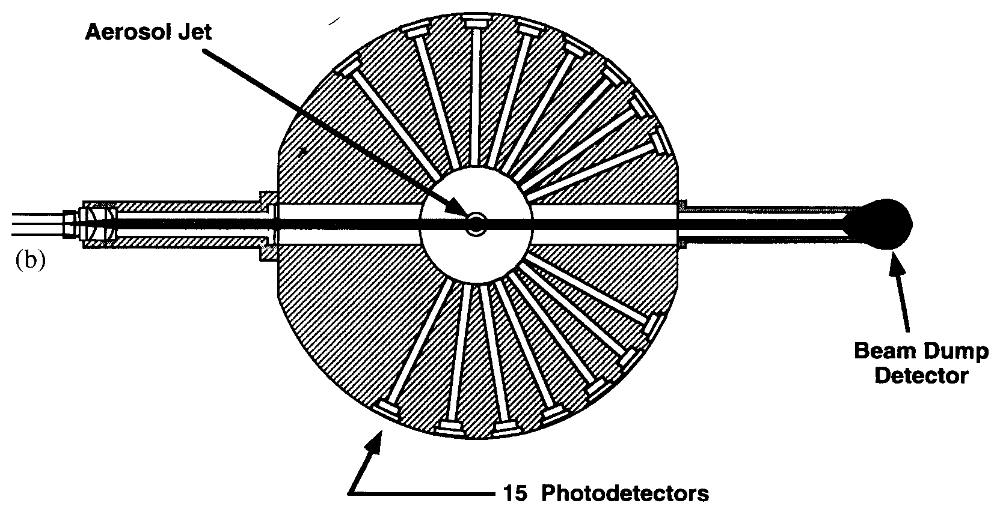 Aerosol Jet
(b)
Beam Dump
Detector
15 Photodetectors